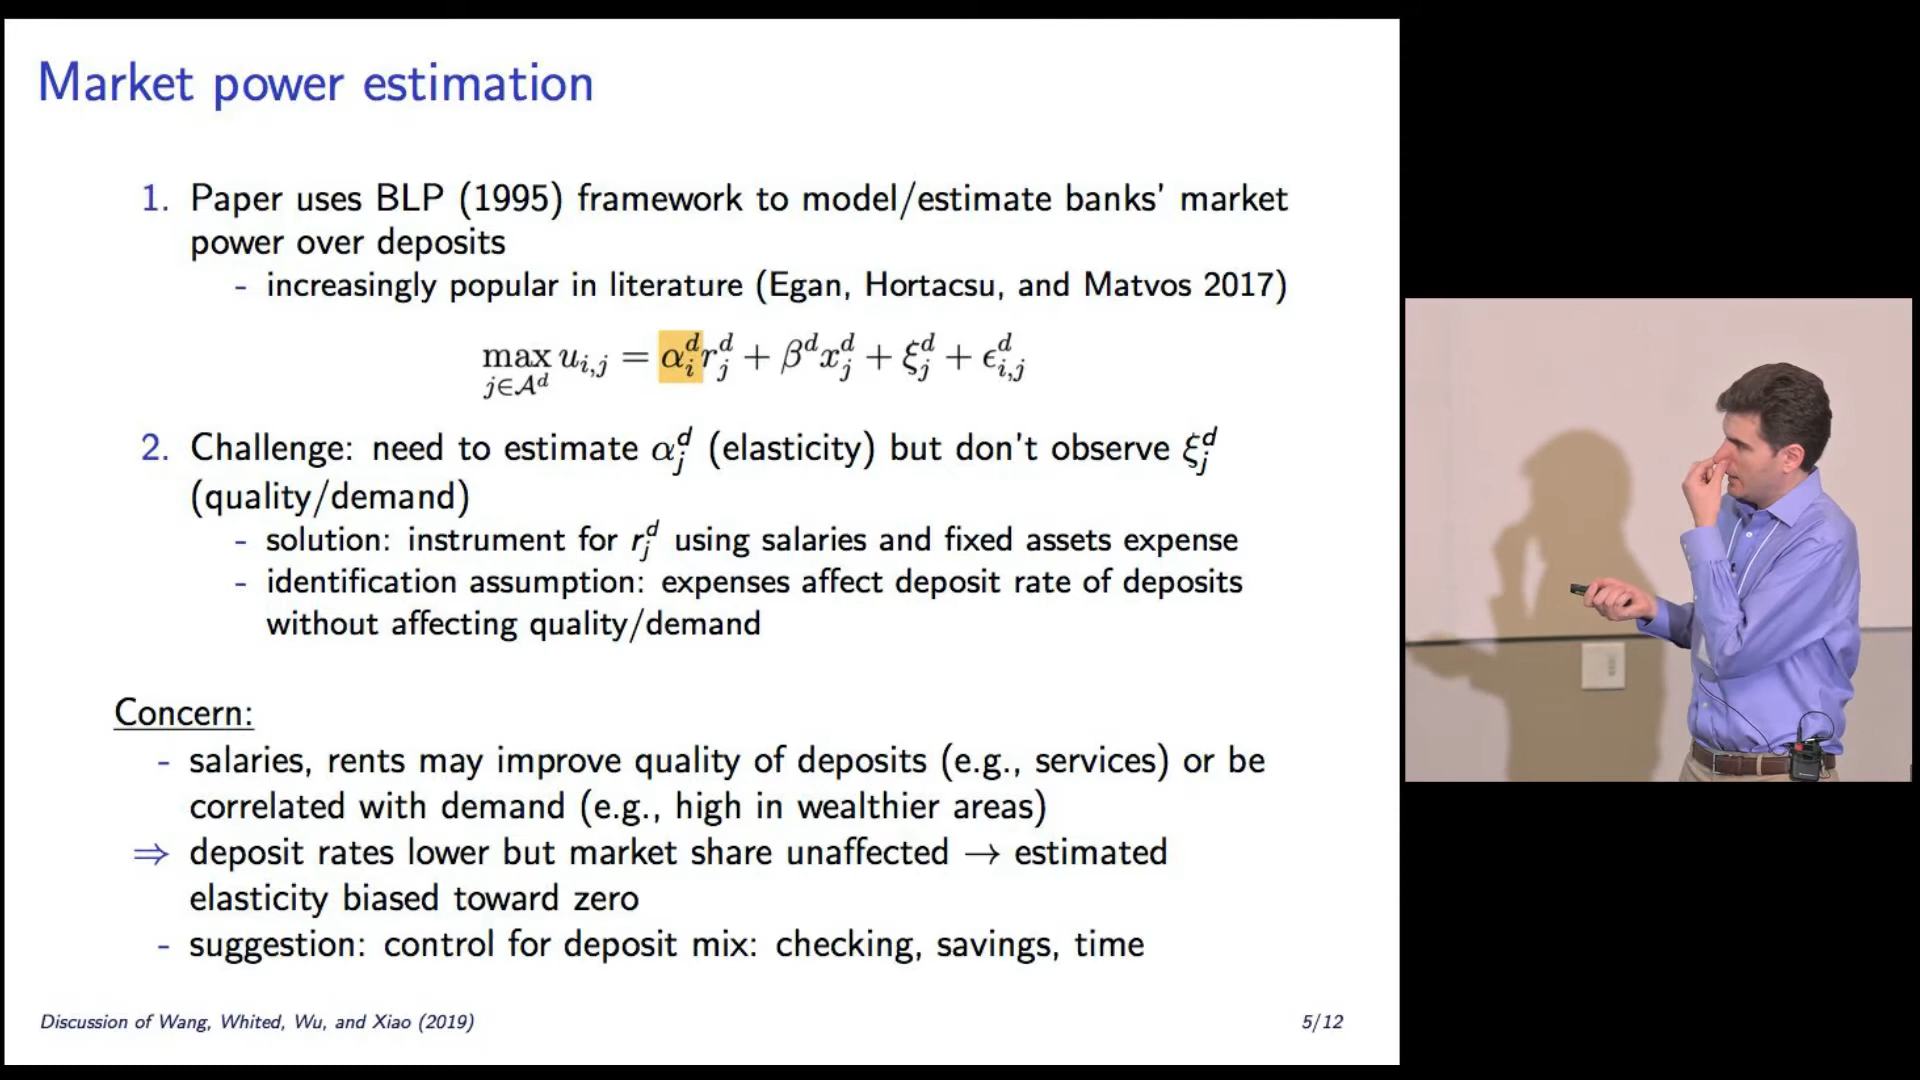 Market power estimation
1. Paper uses BLP (1995) framework to model/estimate banks' market
power over deposits
- increasingly popular in literature (Egan, Hortacsu, and Matvos 2017)
max_{j∈𝒜^d} u_{i,j} = α_i^d r_j^d + β^d x_j^d + ξ_j^d + ϵ_{i,j}^d
2. Challenge: need to estimate α_j^d (elasticity) but don't observe ξ_j^d
(quality/demand)
- solution: instrument for r_j^d using salaries and fixed assets expense
- identification assumption: expenses affect deposit rate of deposits
without affecting quality/demand
Concern:
- salaries, rents may improve quality of deposits (e.g., services) or be
correlated with demand (e.g., high in wealthier areas)
⇒ deposit rates lower but market share unaffected → estimated
elasticity biased toward zero
- suggestion: control for deposit mix: checking, savings, time
Discussion of Wang, Whited, Wu, and Xiao (2019)
5/12